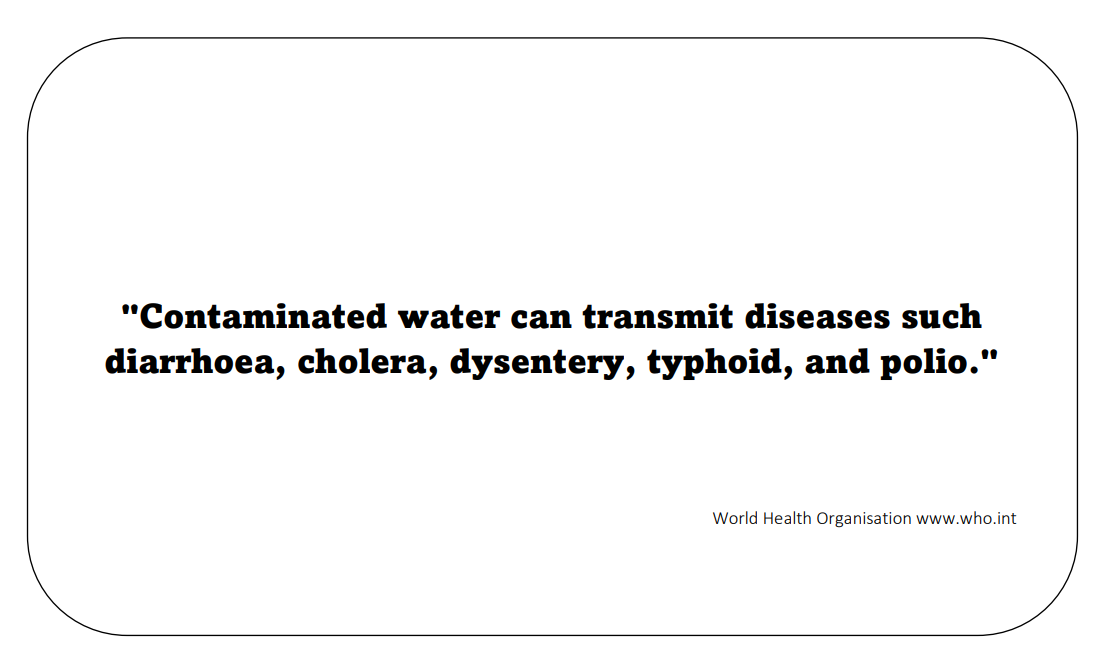 "Contaminated water can transmit diseases such
diarrhoea, cholera, dysentery, typhoid, and polio."
World Health Organisation www.who.int